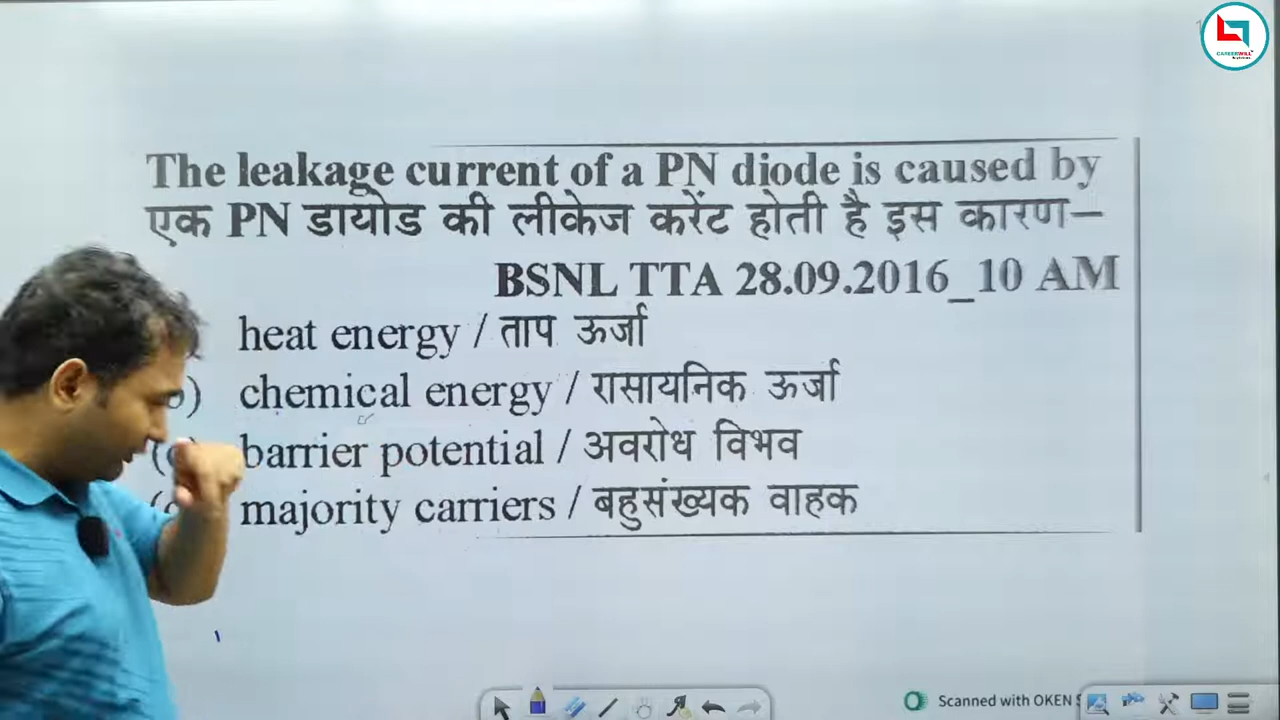 The leakage current of a PN diode is caused by
एक PN डायोड की लीकेज करेंट होती है इस कारण–
BSNL TTA 28.09.2016_10 AM
heat energy / ताप ऊर्जा
chemical energy / रासायनिक ऊर्जा
barrier potential / अवरोध विभव
majority carriers / बहुसंख्यक वाहक
Scanned with OKEN
CAREERWILL